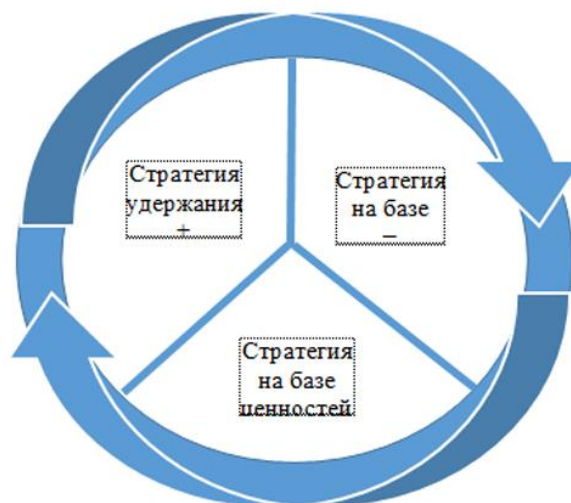 Стратегия
удержания
+
Стратегия
на базе
–
Стратегия
на базе
ценностей